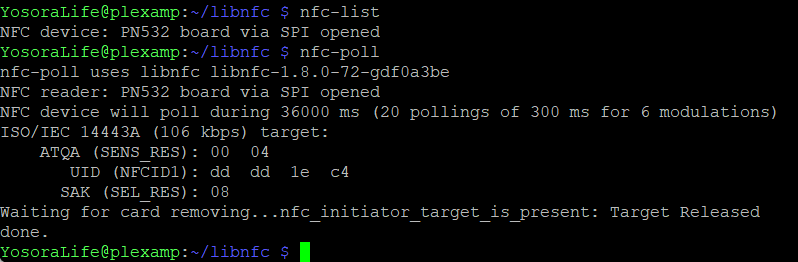 YosoraLife@plexamp:~/libnfc $ nfc-list
NFC device: PN532 board via SPI opened
YosoraLife@plexamp:~/libnfc $ nfc-poll
nfc-poll uses libnfc libnfc-1.8.0-72-gdf0a3be
NFC reader: PN532 board via SPI opened
NFC device will poll during 36000 ms (20 pollings of 300 ms for 6 modulations)
ISO/IEC 14443A (106 kbps) target:
    ATQA (SENS_RES): 00  04
       UID (NFCID1): dd  dd  1e  c4
      SAK (SEL_RES): 08
Waiting for card removing...nfc_initiator_target_is_present: Target Released
done.
YosoraLife@plexamp:~/libnfc $